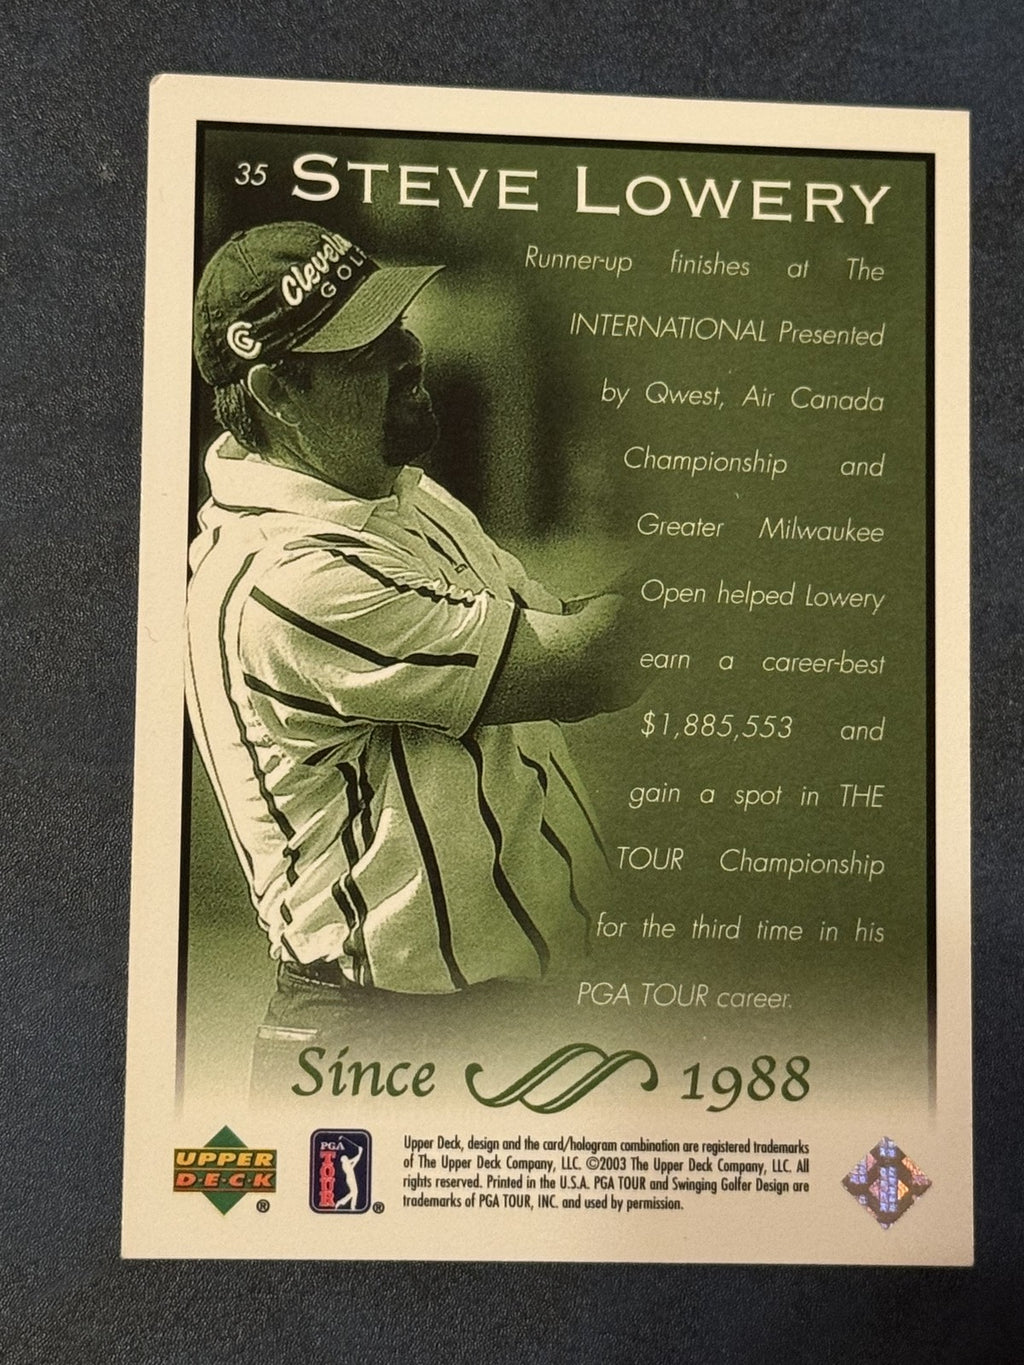 35 STEVE LOWERY
Cleveland
GOLF
G
Runner-up finishes at The
INTERNATIONAL Presented
by Qwest, Air Canada
Championship and
Greater Milwaukee
Open helped Lowery
earn a career-best
$1,885,553 and
gain a spot in THE
TOUR Championship
for the third time in his
PGA TOUR career.
Since 1988
UPPER
D·E·C·K
®
PGA
TOUR
®
Upper Deck, design and the card/hologram combination are registered trademarks
of The Upper Deck Company, LLC. ©2003 The Upper Deck Company, LLC. All
rights reserved. Printed in the U.S.A. PGA TOUR and Swinging Golfer Design are
trademarks of PGA TOUR, INC. and used by permission.